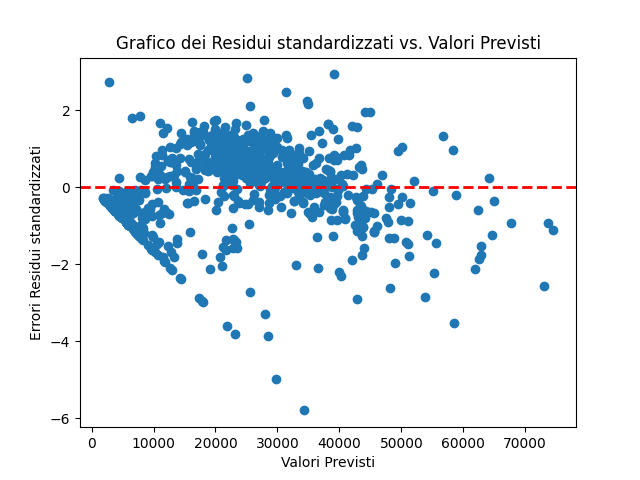 Grafico dei Residui standardizzati vs. Valori Previsti
Errori Residui standardizzati
2
0
−2
−4
−6
0 10000 20000 30000 40000 50000 60000 70000
Valori Previsti